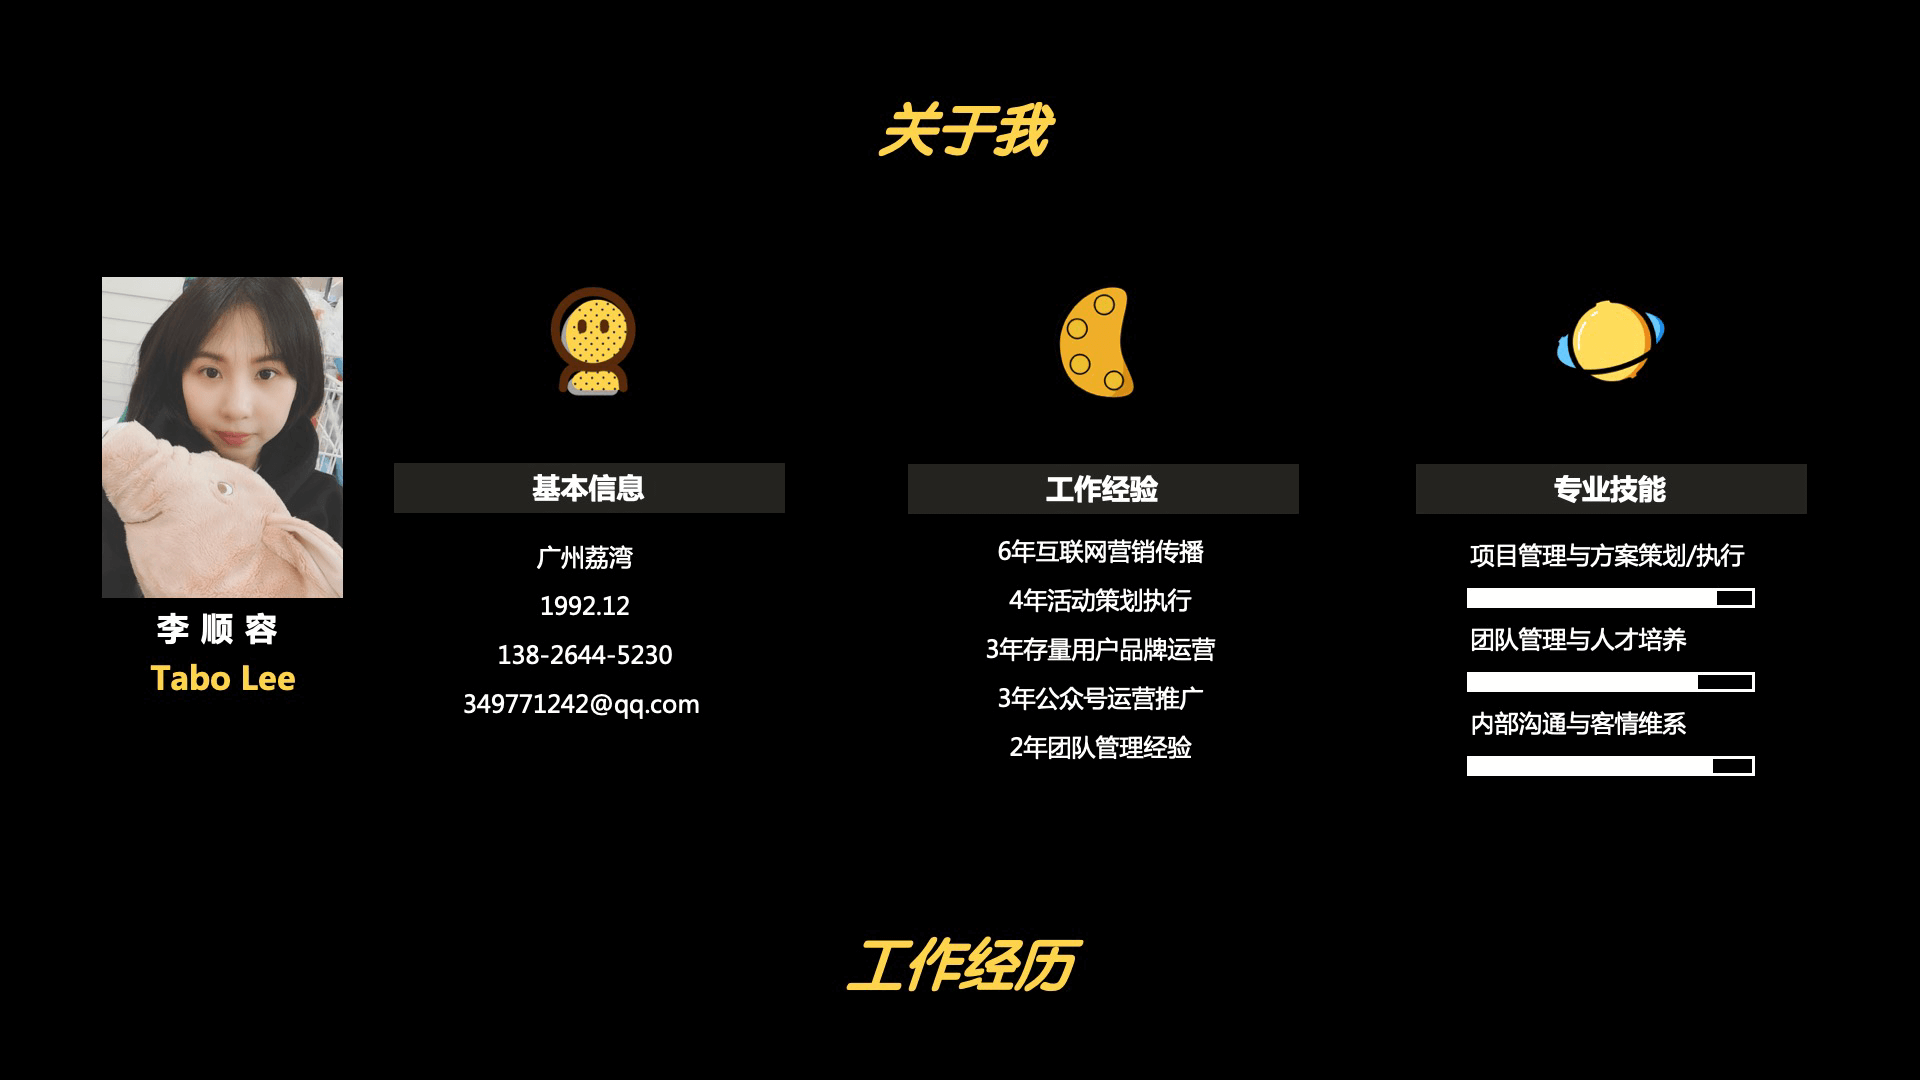 关于我
李顺容
Tabo Lee
基本信息
广州荔湾
1992.12
138-2644-5230
349771242@qq.com
工作经验
6年互联网营销传播
4年活动策划执行
3年存量用户品牌运营
3年公众号运营推广
2年团队管理经验
专业技能
项目管理与方案策划/执行
团队管理与人才培养
内部沟通与客情维系
工作经历